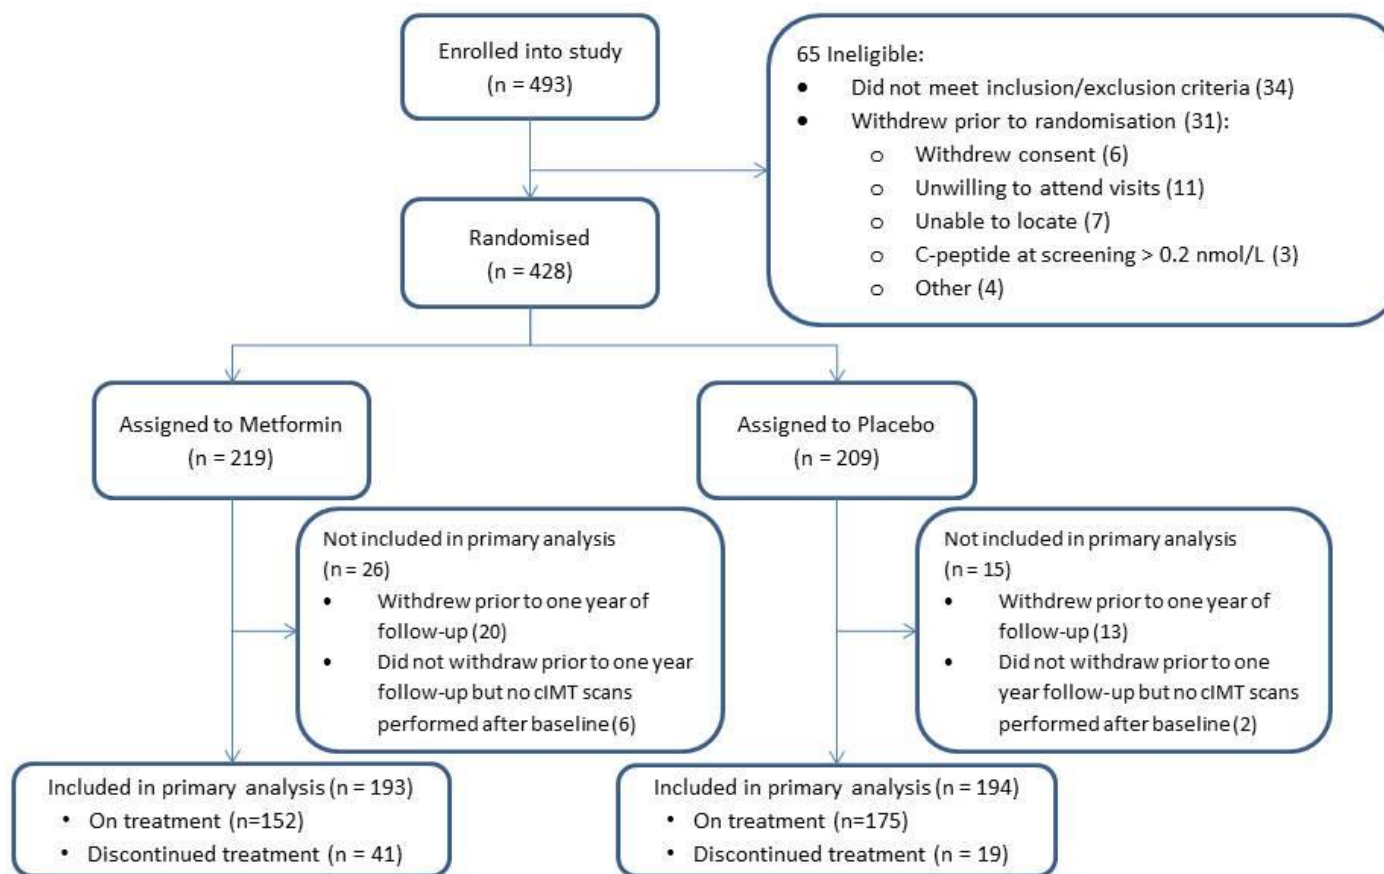 Enrolled into study
(n = 493)
65 Ineligible:
• Did not meet inclusion/exclusion criteria (34)
• Withdrew prior to randomisation (31):
o Withdrew consent (6)
o Unwilling to attend visits (11)
o Unable to locate (7)
o C-peptide at screening > 0.2 nmol/L (3)
o Other (4)
Randomised
(n = 428)
Assigned to Metformin
(n = 219)
Assigned to Placebo
(n = 209)
Not included in primary analysis
(n = 26)
• Withdrew prior to one year of
follow-up (20)
• Did not withdraw prior to one year
follow-up but no cIMT scans
performed after baseline (6)
Not included in primary analysis
(n = 15)
• Withdrew prior to one year of
follow-up (13)
• Did not withdraw prior to one
year follow-up but no cIMT scans
performed after baseline (2)
Included in primary analysis (n = 193)
• On treatment (n=152)
• Discontinued treatment (n = 41)
Included in primary analysis (n = 194)
• On treatment (n=175)
• Discontinued treatment (n = 19)